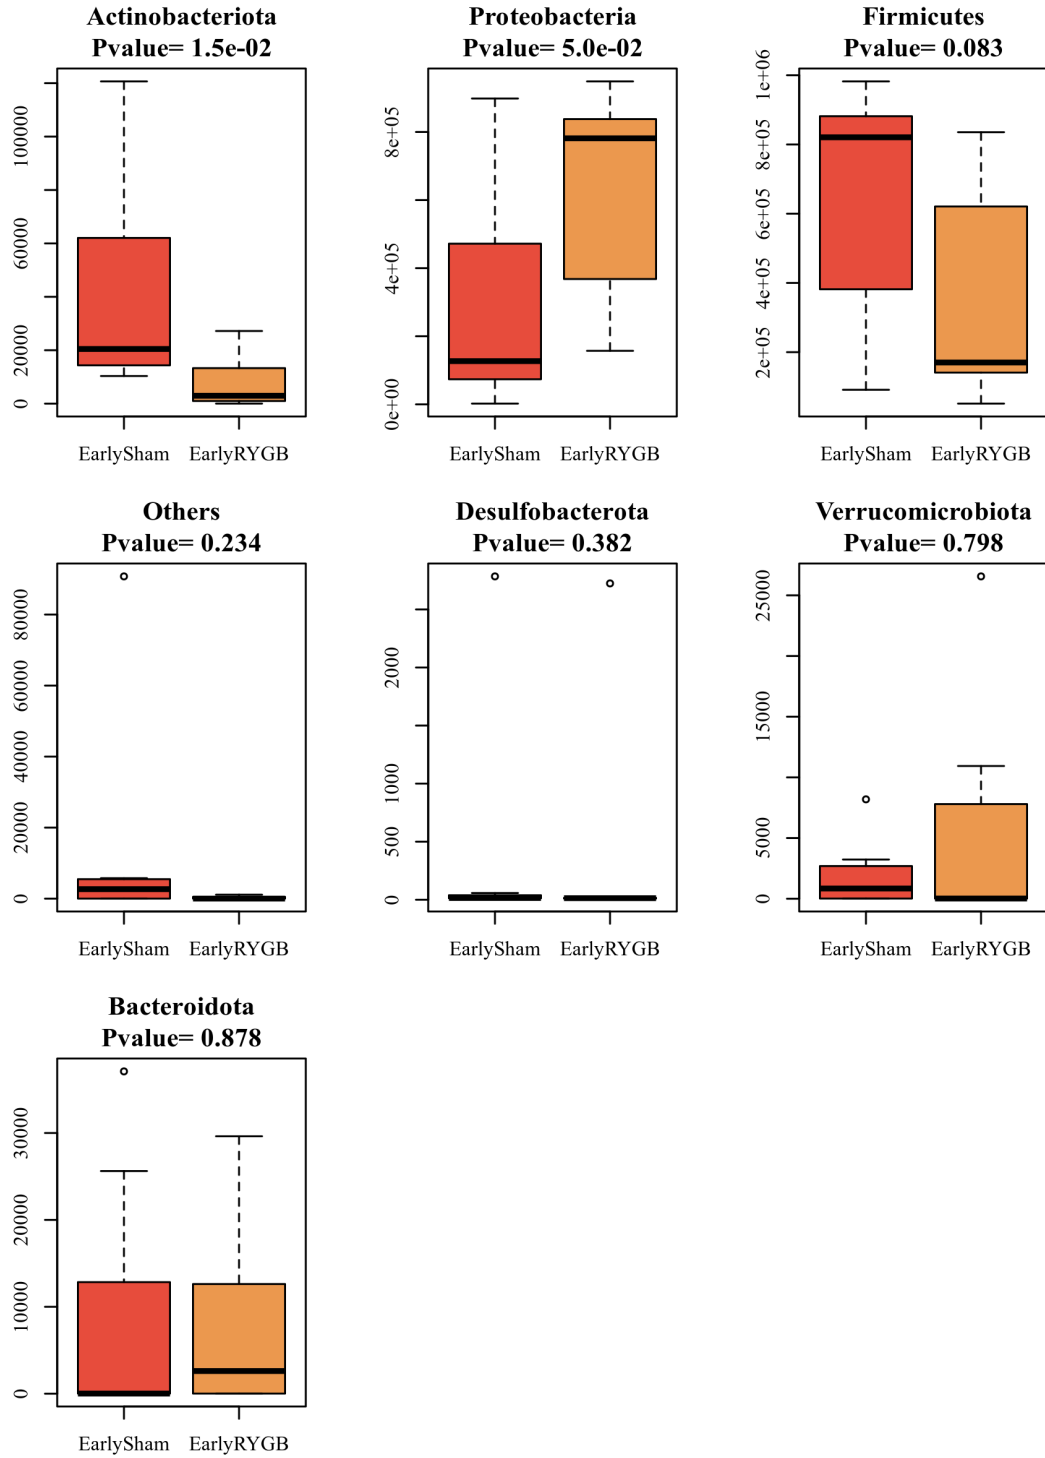 Actinobacteriota
Pvalue= 1.5e-02
100000
60000
20000
0
EarlySham EarlyRYGB
Proteobacteria
Pvalue= 5.0e-02
8e+05
4e+05
0e+00
EarlySham EarlyRYGB
Firmicutes
Pvalue= 0.083
1e+06
8e+05
6e+05
4e+05
2e+05
EarlySham EarlyRYGB
Others
Pvalue= 0.234
80000
60000
40000
20000
0
EarlySham EarlyRYGB
Desulfobacterota
Pvalue= 0.382
2000
1000
500
0
EarlySham EarlyRYGB
Verrucomicrobiota
Pvalue= 0.798
25000
15000
5000
0
EarlySham EarlyRYGB
Bacteroidota
Pvalue= 0.878
30000
20000
10000
0
EarlySham EarlyRYGB